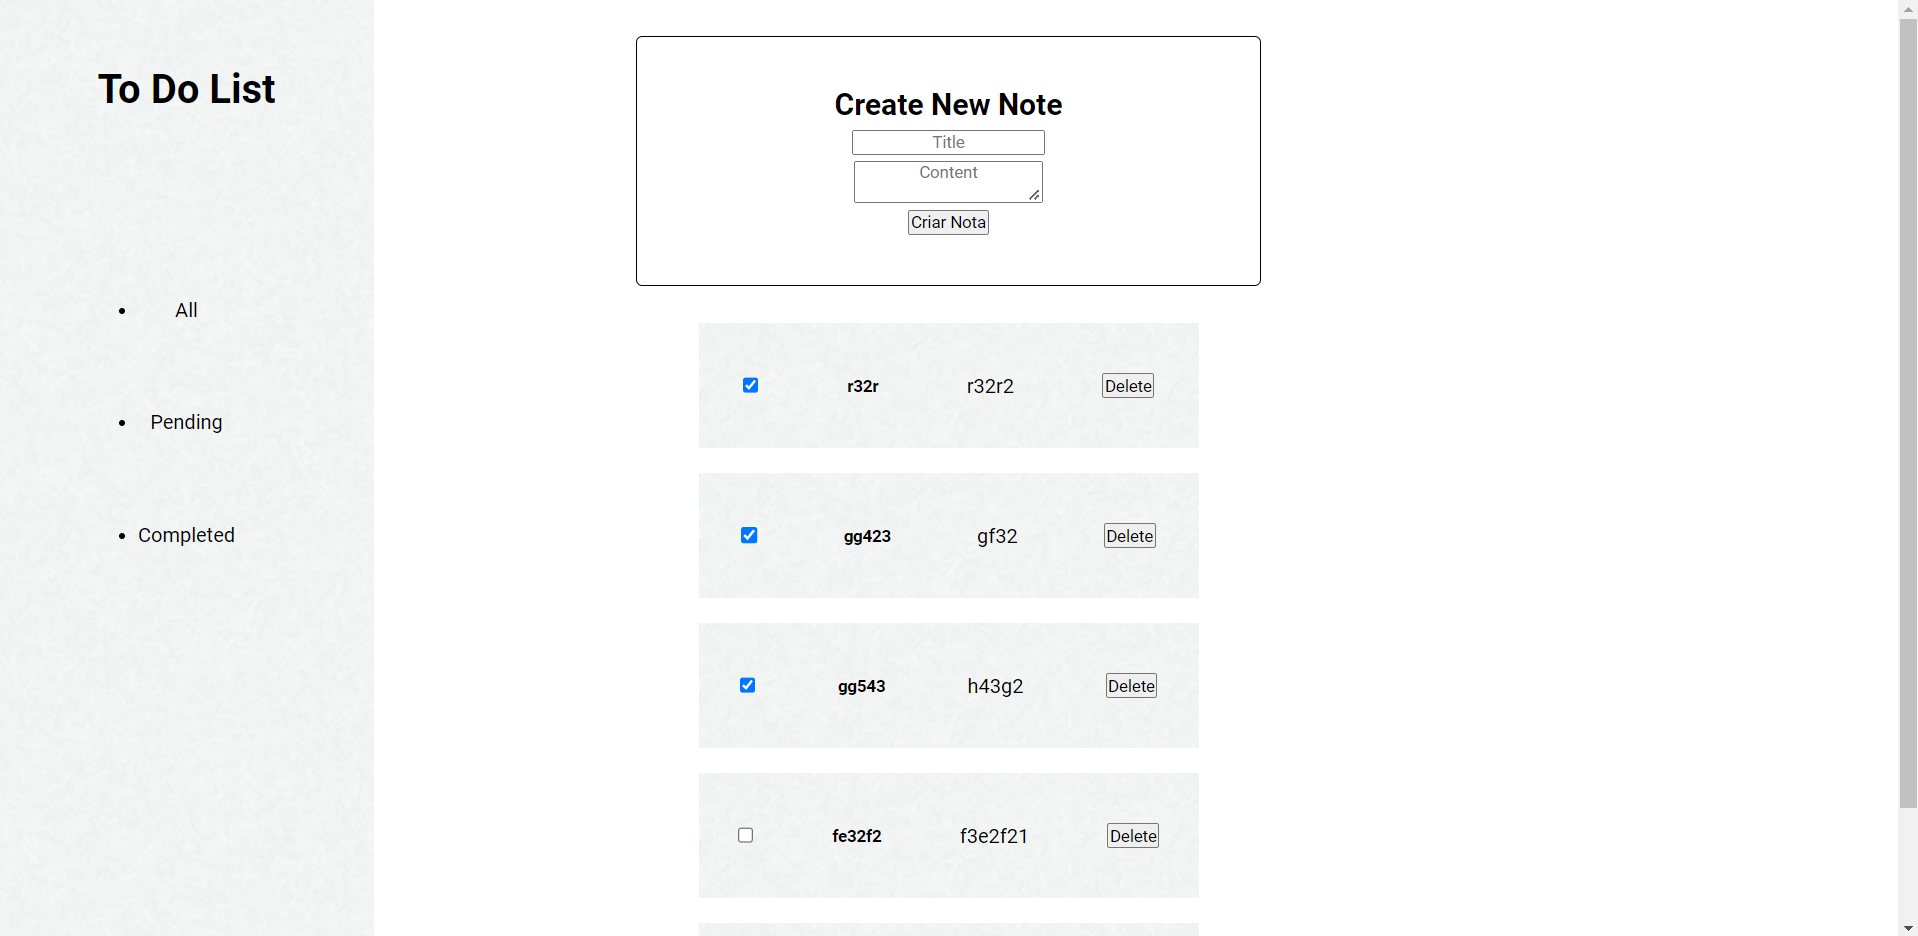 To Do List
All
Pending
Completed
Create New Note
Title
Content
Criar Nota
r32r r32r2 Delete
gg423 gf32 Delete
gg543 h43g2 Delete
fe32f2 f3e2f21 Delete